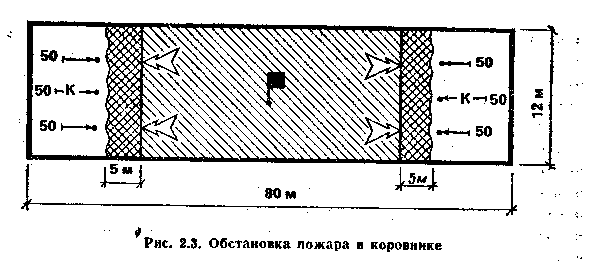 50 50
50 К К 50
50 50
12 м
5 м 5м
80 м
Рис. 2.3. Обстановка пожара в коровнике